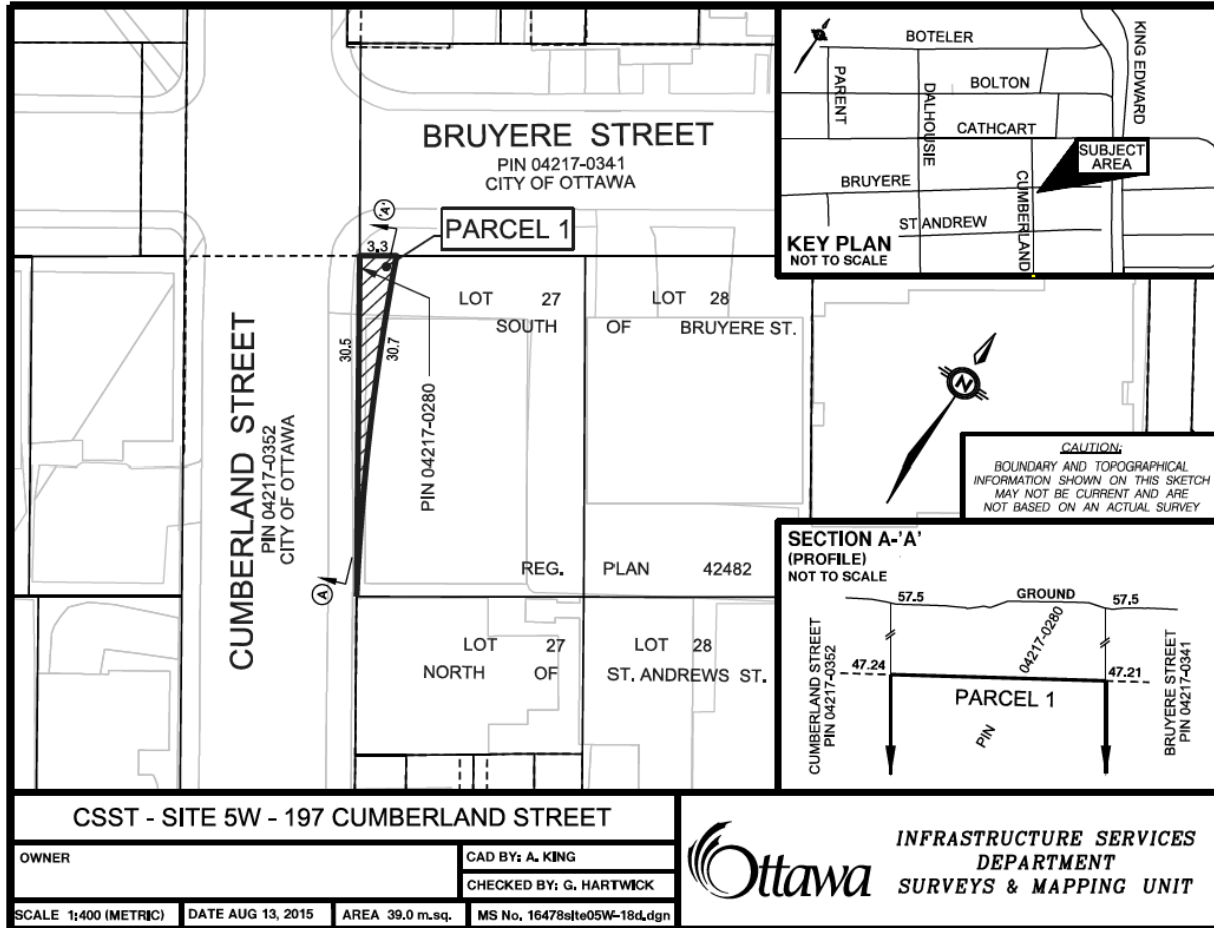 BRUYERE STREET
PIN 04217-0341
CITY OF OTTAWA
'A'
PARCEL 1
3.3
LOT 27
LOT 28
SOUTH OF BRUYERE ST.
30.5
30.7
PIN 04217-0280
CUMBERLAND STREET
PIN 04217-0352
CITY OF OTTAWA
A
REG. PLAN 42482
LOT 27
LOT 28
NORTH OF ST. ANDREWS ST.
BOTELER
KING EDWARD
PARENT
BOLTON
DALHOUSIE
CATHCART
SUBJECT
AREA
BRUYERE
CUMBERLAND
ST ANDREW
KEY PLAN
NOT TO SCALE
N
CAUTION:
BOUNDARY AND TOPOGRAPHICAL
INFORMATION SHOWN ON THIS SKETCH
MAY NOT BE CURRENT AND ARE
NOT BASED ON AN ACTUAL SURVEY
SECTION A-'A'
(PROFILE)
NOT TO SCALE
57.5
GROUND
57.5
CUMBERLAND STREET
PIN 04217-0352
04217-0280
BRUYERE STREET
PIN 04217-0341
47.24
47.21
PARCEL 1
PIN
CSST - SITE 5W - 197 CUMBERLAND STREET
OWNER
CAD BY: A. KING
CHECKED BY: G. HARTWICK
SCALE 1:400 (METRIC)
DATE AUG 13, 2015
AREA 39.0 m.sq.
MS No. 16478site05W-18d.dgn
Ottawa
INFRASTRUCTURE SERVICES
DEPARTMENT
SURVEYS & MAPPING UNIT